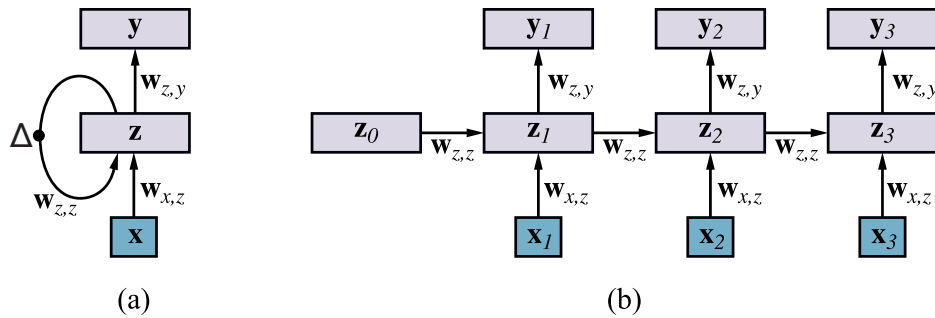 y
w_{z,y}
Δ
z
w_{z,z}
w_{x,z}
x
(a)
y_1 y_2 y_3
w_{z,y} w_{z,y} w_{z,y}
z_0 z_1 z_2 z_3
w_{z,z} w_{z,z} w_{z,z}
w_{x,z} w_{x,z} w_{x,z}
x_1 x_2 x_3
(b)